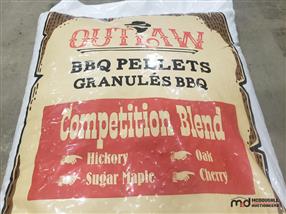 OUTLAW
BBQ PELLETS
GRANULÉS BBQ
Competition Blend
Hickory Oak
Sugar Maple Cherry
md McDOUGALL
AUCTIONEERS